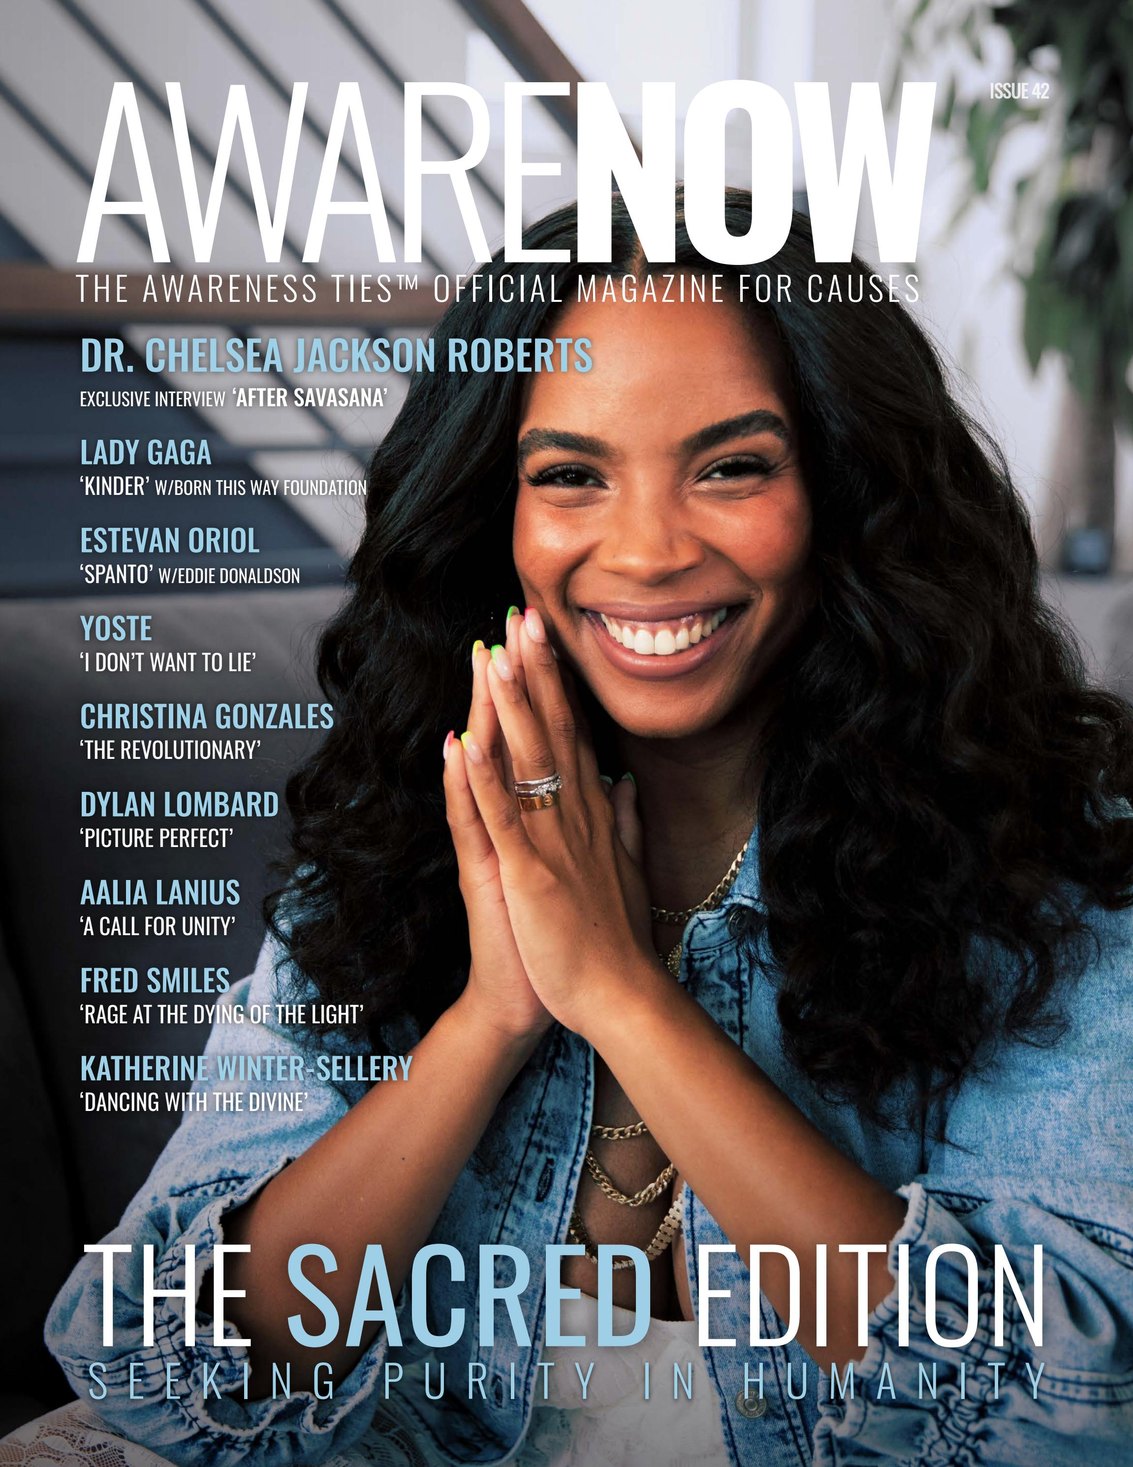 AWARENOW
ISSUE 42
THE AWARENESS TIES™ OFFICIAL MAGAZINE FOR CAUSES
DR. CHELSEA JACKSON ROBERTS
EXCLUSIVE INTERVIEW ‘AFTER SAVASANA’
LADY GAGA
‘KINDER’ W/BORN THIS WAY FOUNDATION
ESTEVAN ORIOL
‘SPANTO’ W/EDDIE DONALDSON
YOSTE
‘I DON’T WANT TO LIE’
CHRISTINA GONZALES
‘THE REVOLUTIONARY’
DYLAN LOMBARD
‘PICTURE PERFECT’
AALIA LANIUS
‘A CALL FOR UNITY’
FRED SMILES
‘RAGE AT THE DYING OF THE LIGHT’
KATHERINE WINTER-SELLERY
‘DANCING WITH THE DIVINE’
THE SACRED EDITION
SEEKING PURITY IN HUMANITY